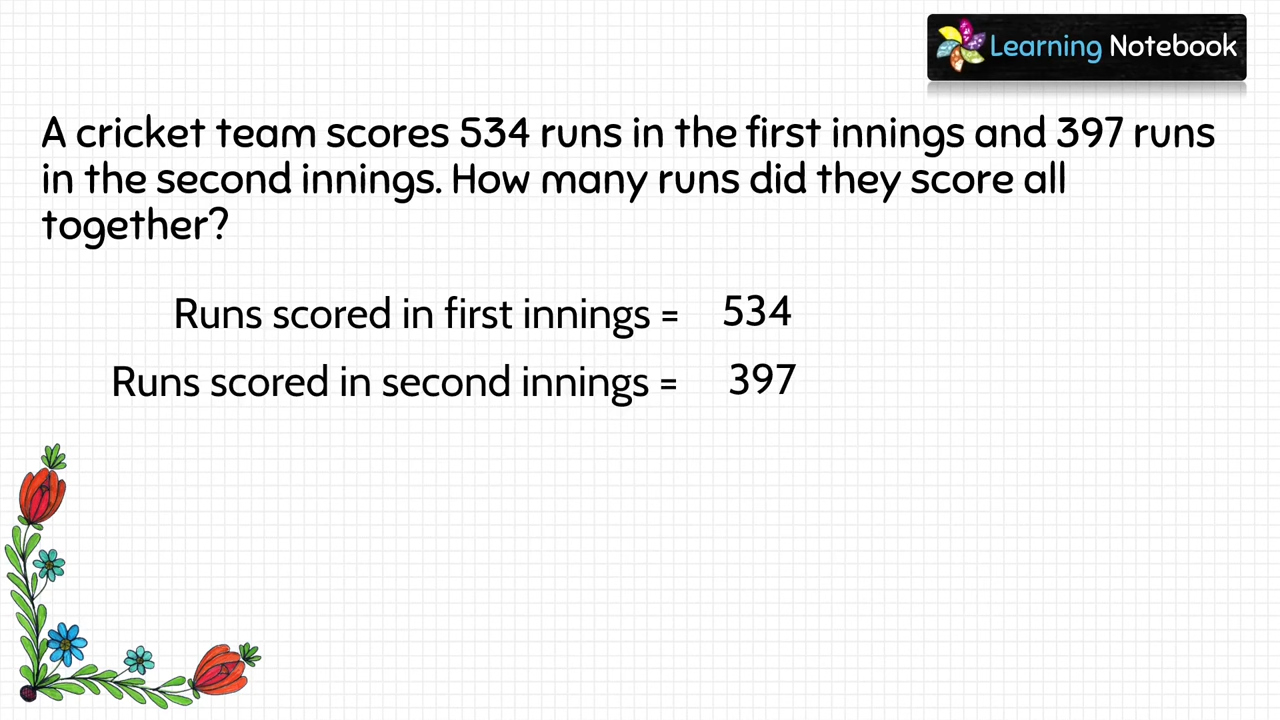 Learning Notebook
A cricket team scores 534 runs in the first innings and 397 runs
in the second innings. How many runs did they score all
together?
Runs scored in first innings = 534
Runs scored in second innings = 397